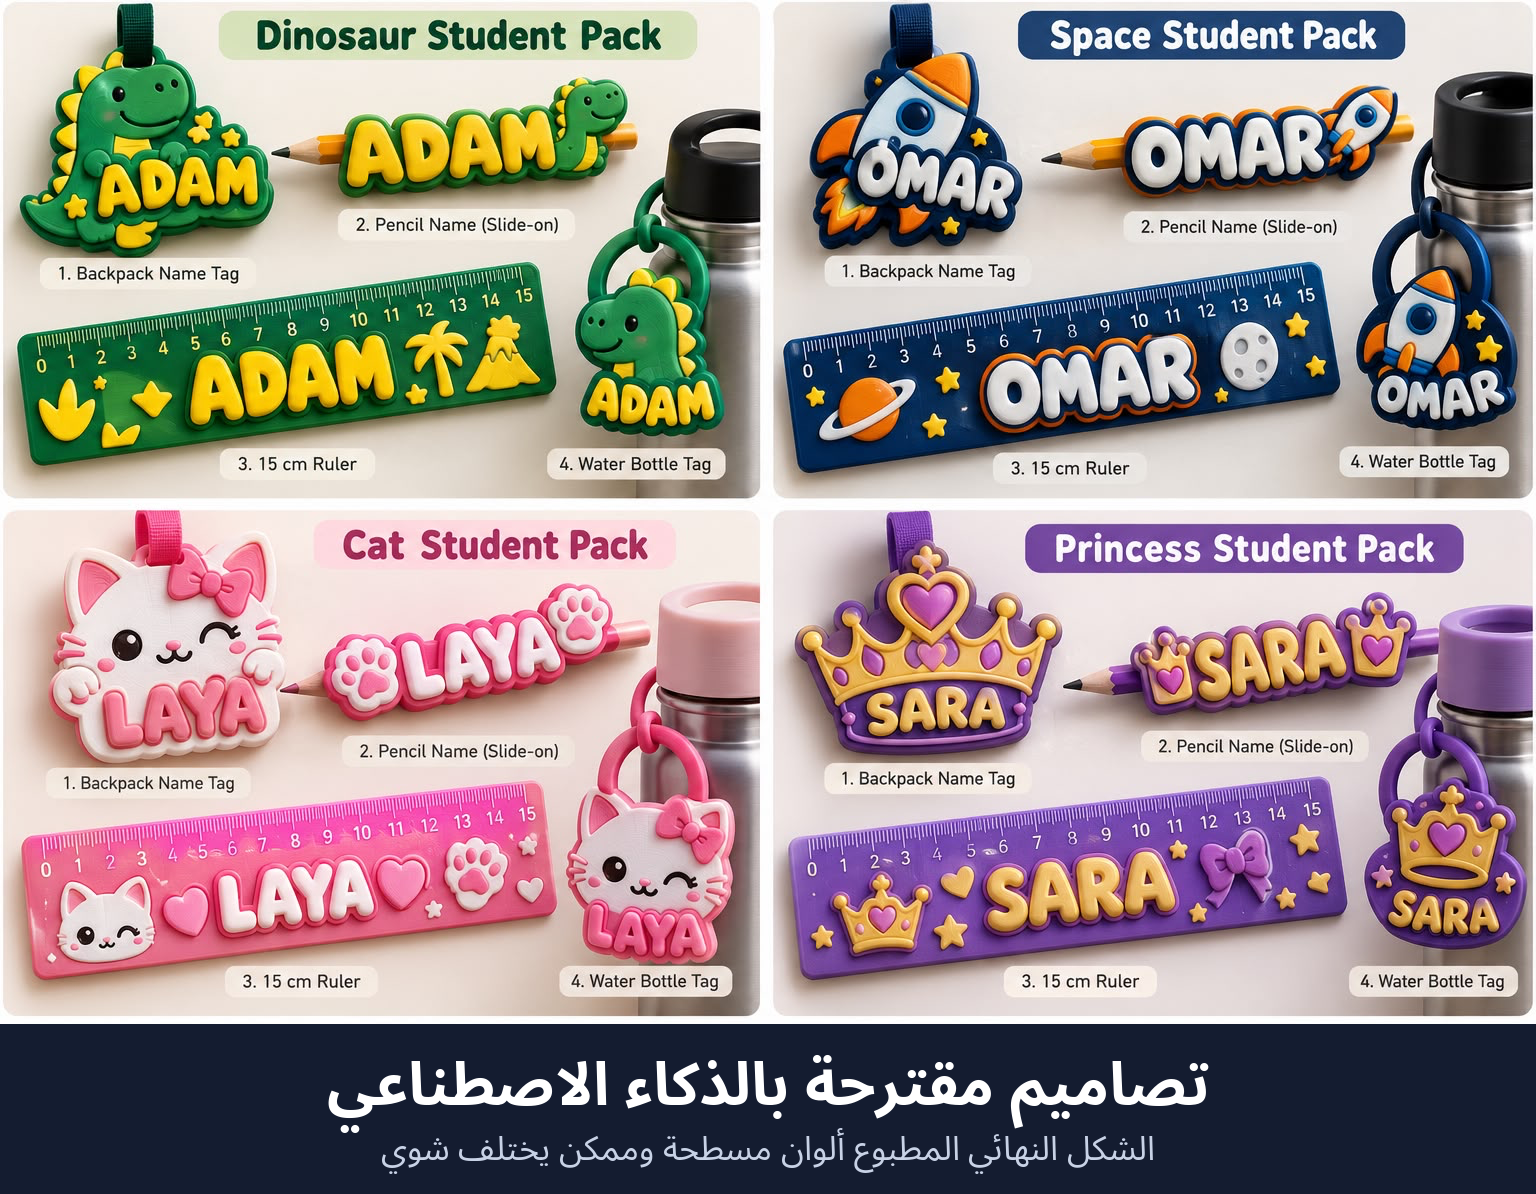 Dinosaur Student Pack
ADAM
ADAM
2. Pencil Name (Slide-on)
1. Backpack Name Tag
0 1 2 3 4 5 6 7 8 9 10 11 12 13 14 15
ADAM
ADAM
3. 15 cm Ruler
4. Water Bottle Tag
Space Student Pack
OMAR
OMAR
2. Pencil Name (Slide-on)
1. Backpack Name Tag
0 1 2 3 4 5 6 7 8 9 10 11 12 13 14 15
OMAR
OMAR
3. 15 cm Ruler
4. Water Bottle Tag
Cat Student Pack
LAYA
LAYA
2. Pencil Name (Slide-on)
1. Backpack Name Tag
0 1 2 3 4 5 6 7 8 9 10 11 12 13 14 15
LAYA
LAYA
3. 15 cm Ruler
4. Water Bottle Tag
Princess Student Pack
SARA
SARA
2. Pencil Name (Slide-on)
1. Backpack Name Tag
0 1 2 3 4 5 6 7 8 9 10 11 12 13 14 15
SARA
SARA
3. 15 cm Ruler
4. Water Bottle Tag
تصاميم مقترحة بالذكاء الاصطناعي
الشكل النهائي المطبوع ألوان مسطحة وممكن يختلف شوي